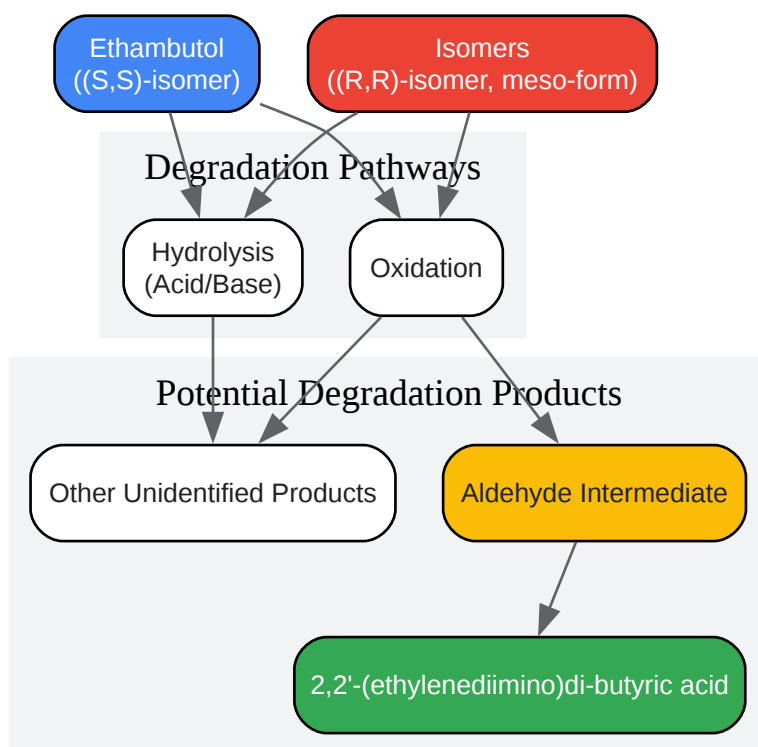 Ethambutol
((S,S)-isomer)
Isomers
((R,R)-isomer, meso-form)
Degradation Pathways
Hydrolysis
(Acid/Base)
Oxidation
Potential Degradation Products
Other Unidentified Products
Aldehyde Intermediate
2,2'-(ethylenediimino)di-butyric acid